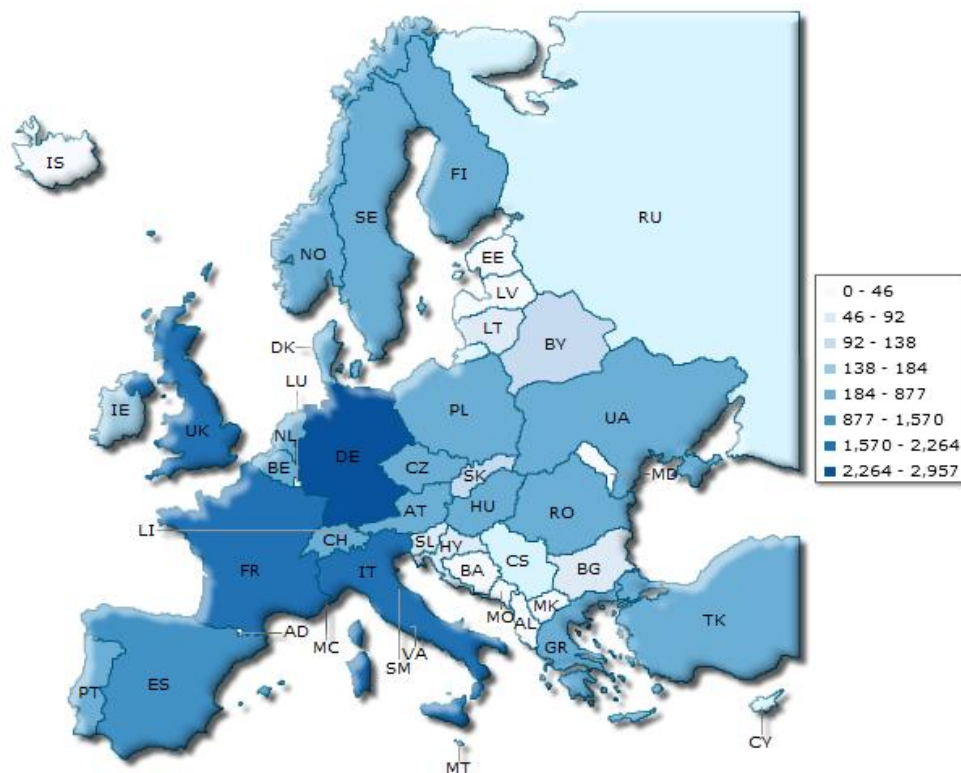 IS
FI
SE
RU
NO
EE
LV
LT
DK
BY
LU
IE
UK
NL
PL
UA
BE
DE
CZ
SK
MD
LI
AT
HU
RO
CH
SL
HY
FR
IT
BA
CS
BG
MO
MK
AL
AD
MC
SM
VA
TK
GR
PT
ES
CY
MT
0 - 46
46 - 92
92 - 138
138 - 184
184 - 877
877 - 1,570
1,570 - 2,264
2,264 - 2,957